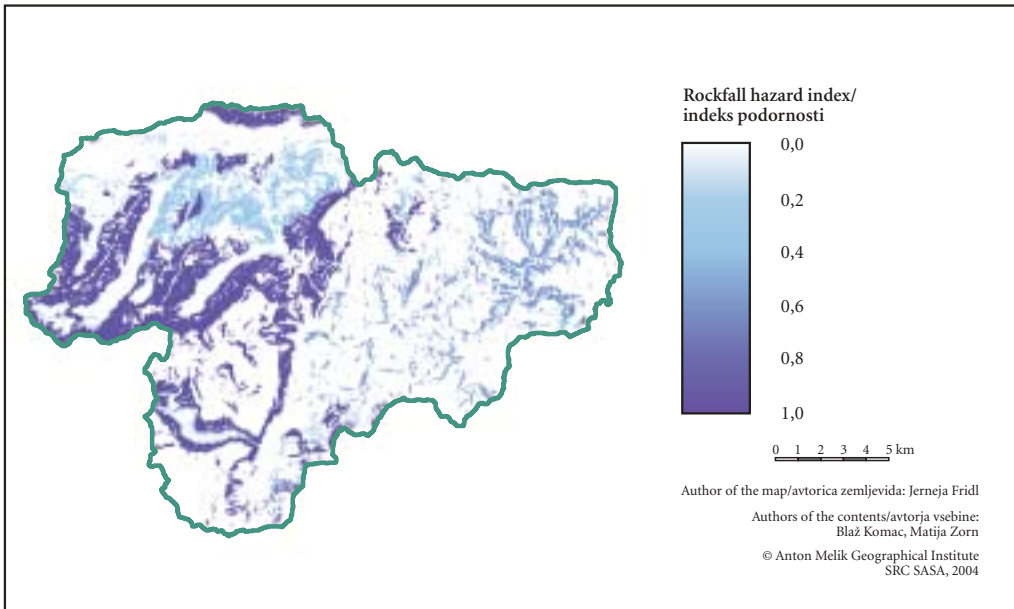 Rockfall hazard index/
indeks podornosti
0,0
0,2
0,4
0,6
0,8
1,0
0 1 2 3 4 5 km
Author of the map/avtorica zemljevida: Jerneja Fridl
Authors of the contents/avtorja vsebine:
Blaž Komac, Matija Zorn
© Anton Melik Geographical Institute
SRC SASA, 2004